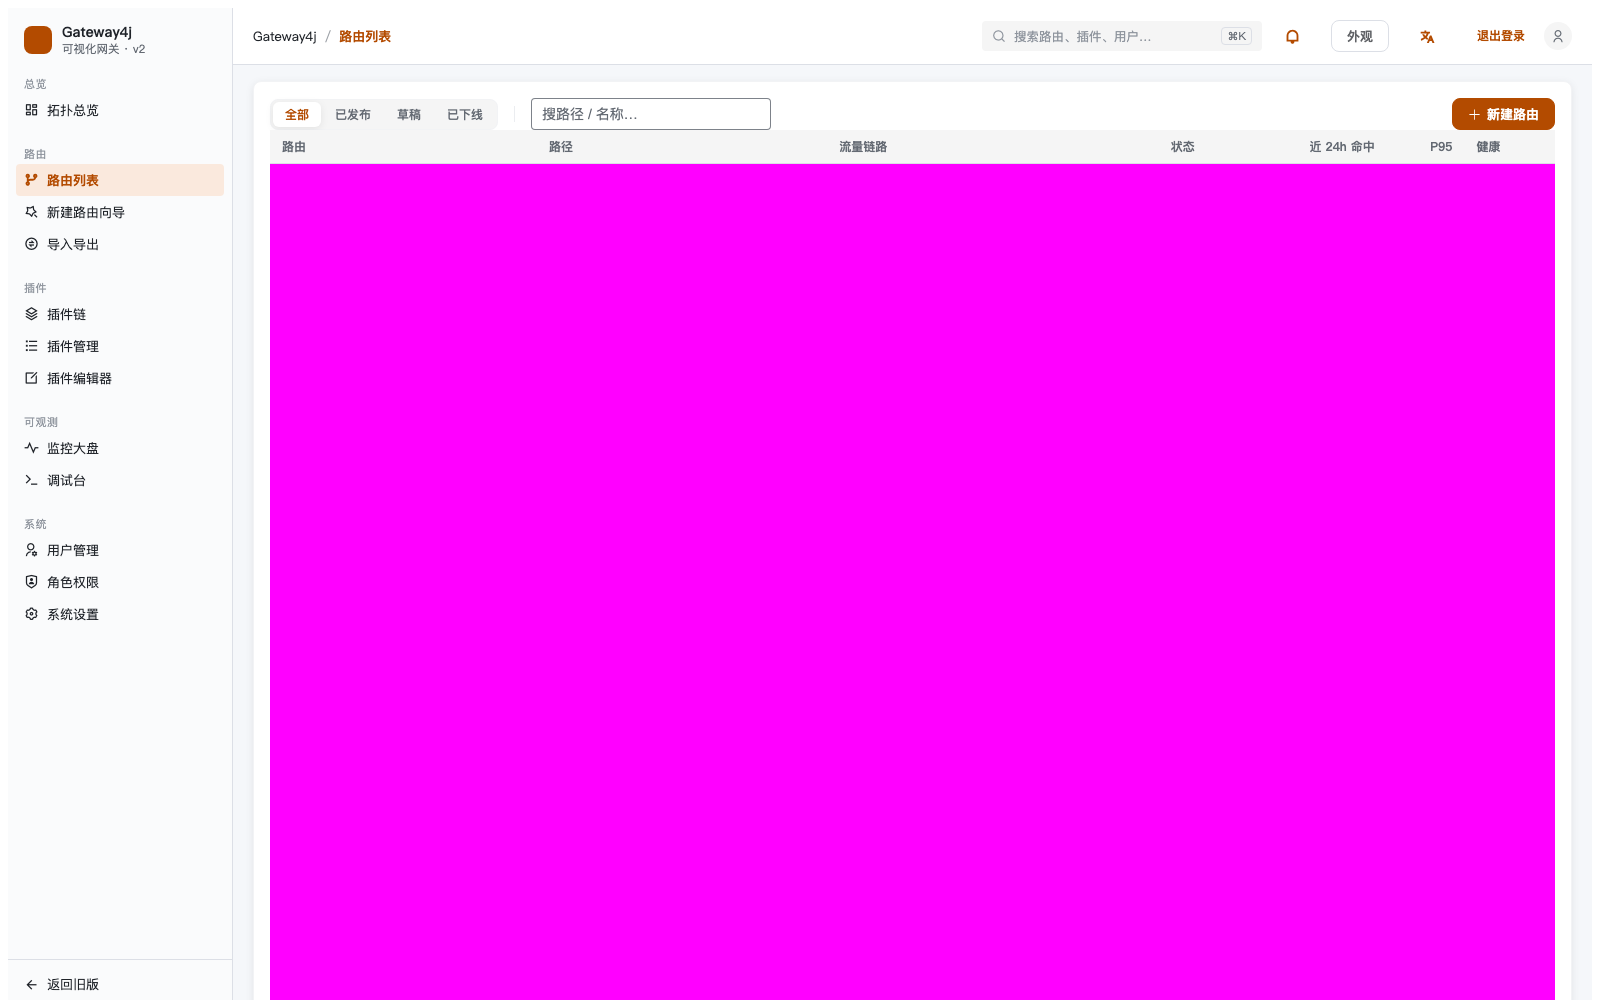 Gateway4j
可视化网关 · v2
总览
拓扑总览
路由
路由列表
新建路由向导
导入导出
插件
插件链
插件管理
插件编辑器
可观测
监控大盘
调试台
系统
用户管理
角色权限
系统设置
返回旧版
Gateway4j / 路由列表
搜索路由、插件、用户… ⌘K
外观
退出登录
全部 已发布 草稿 已下线
搜路径 / 名称…
新建路由
路由 路径 流量链路 状态 近 24h 命中 P95 健康